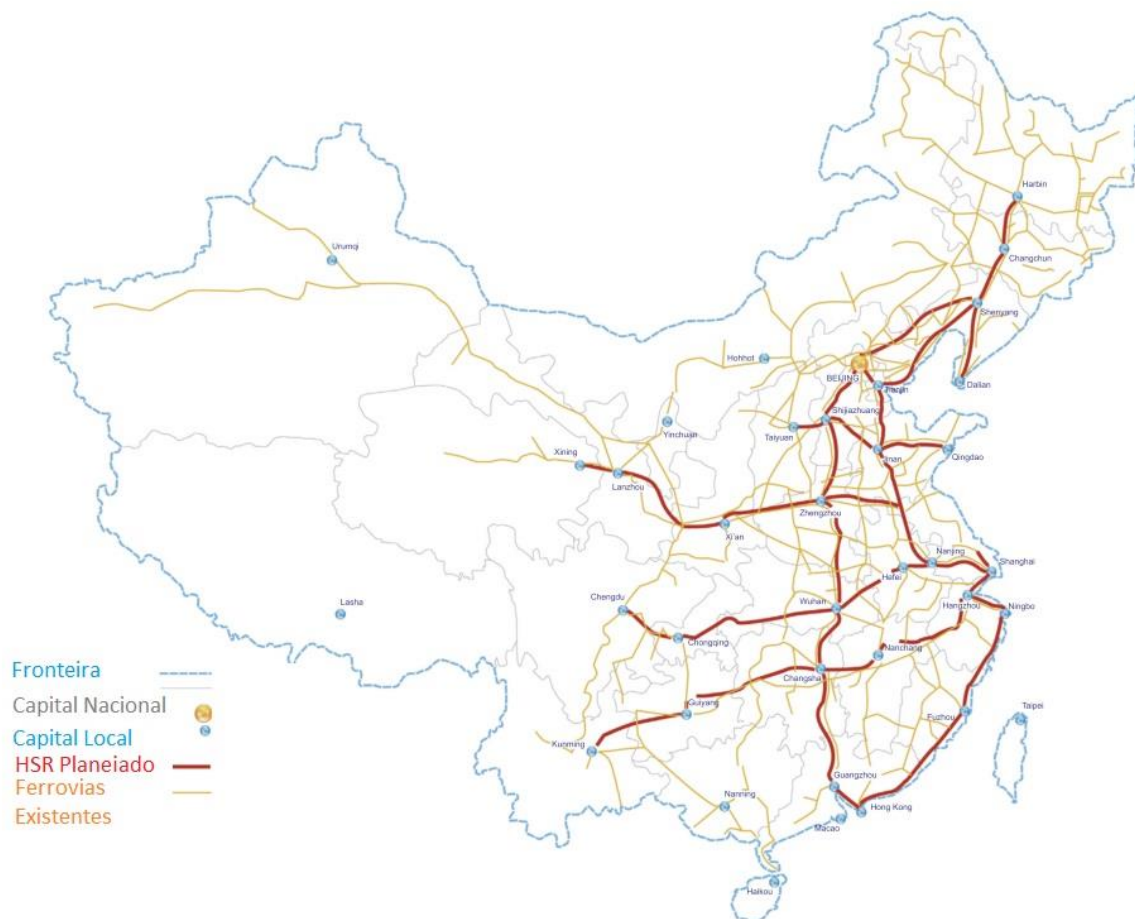 Harbin
Urumqi
Changchun
Shenyang
Hohhot
BEIJING
Tianjin
Dalian
Shijiazhuang
Yinchuan
Taiyuan
Xining
Jinan
Qingdao
Lanzhou
Zhengzhou
Xi'an
Nanjing
Shanghai
Hefei
Chengdu
Lasha
Wuhan
Hangzhou
Ningbo
Chongqing
Nanchang
Changsha
Fronteira
Capital Nacional
Guiyang
Fuzhou
Taipei
Capital Local
Kunming
HSR Planeiado
Ferrovias
Existentes
Guangzhou
Nanning
Hong Kong
Macao
Haikou